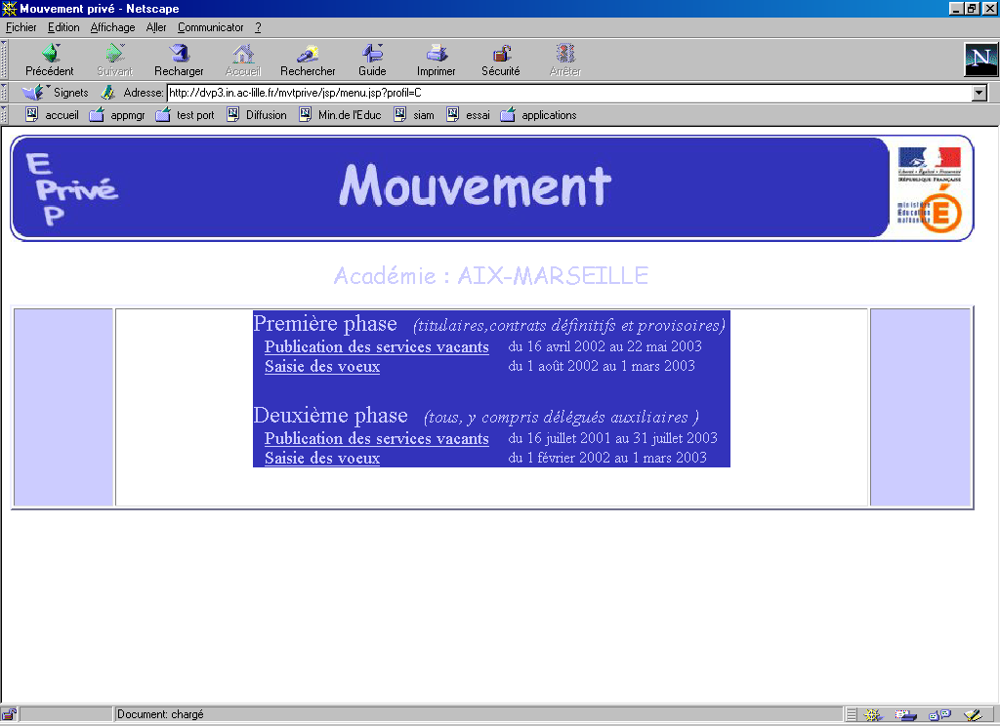 Mouvement privé - Netscape
Fichier Edition Affichage Aller Communicator ?
Précédent Suivant Recharger Accueil Rechercher Guide Imprimer Sécurité Arrêter
N
Signets Adresse: http://dvp3.in.ac-lille.fr/mvtprive/jsp/menu.jsp?profil=C
accueil appmgr test port Diffusion Min.de l'Educ siam essai applications
E
Privé
P
Mouvement
Liberté • Égalité • Fraternité
RÉPUBLIQUE FRANÇAISE
Éducation
nationale
É
Académie : AIX-MARSEILLE
Première phase (titulaires,contrats définitifs et provisoires)
Publication des services vacants du 16 avril 2002 au 22 mai 2003
Saisie des voeux du 1 août 2002 au 1 mars 2003
Deuxième phase (tous, y compris délégués auxiliaires )
Publication des services vacants du 16 juillet 2001 au 31 juillet 2003
Saisie des voeux du 1 février 2002 au 1 mars 2003
Document: chargé